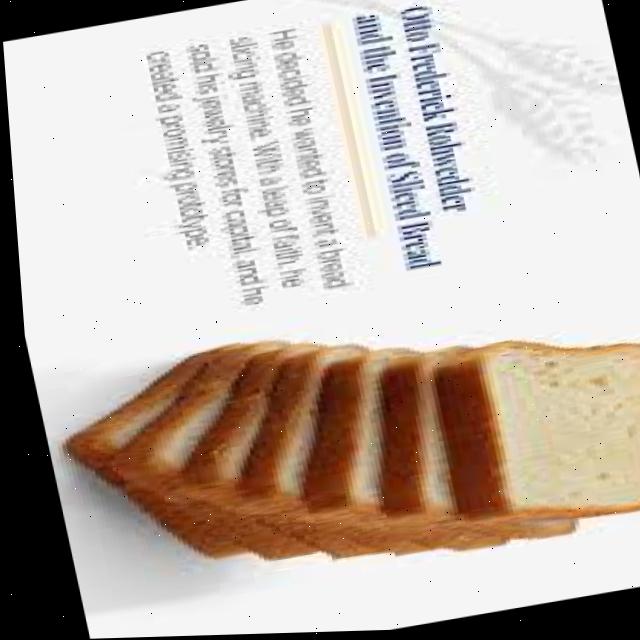 Otto Frederick Rohwedder
and the Invention of Sliced Bread
He decided he wanted to invent a bread
slicing machine. With a leap of faith, he
sold his jewelry stores for capital, and he
created a promising prototype.